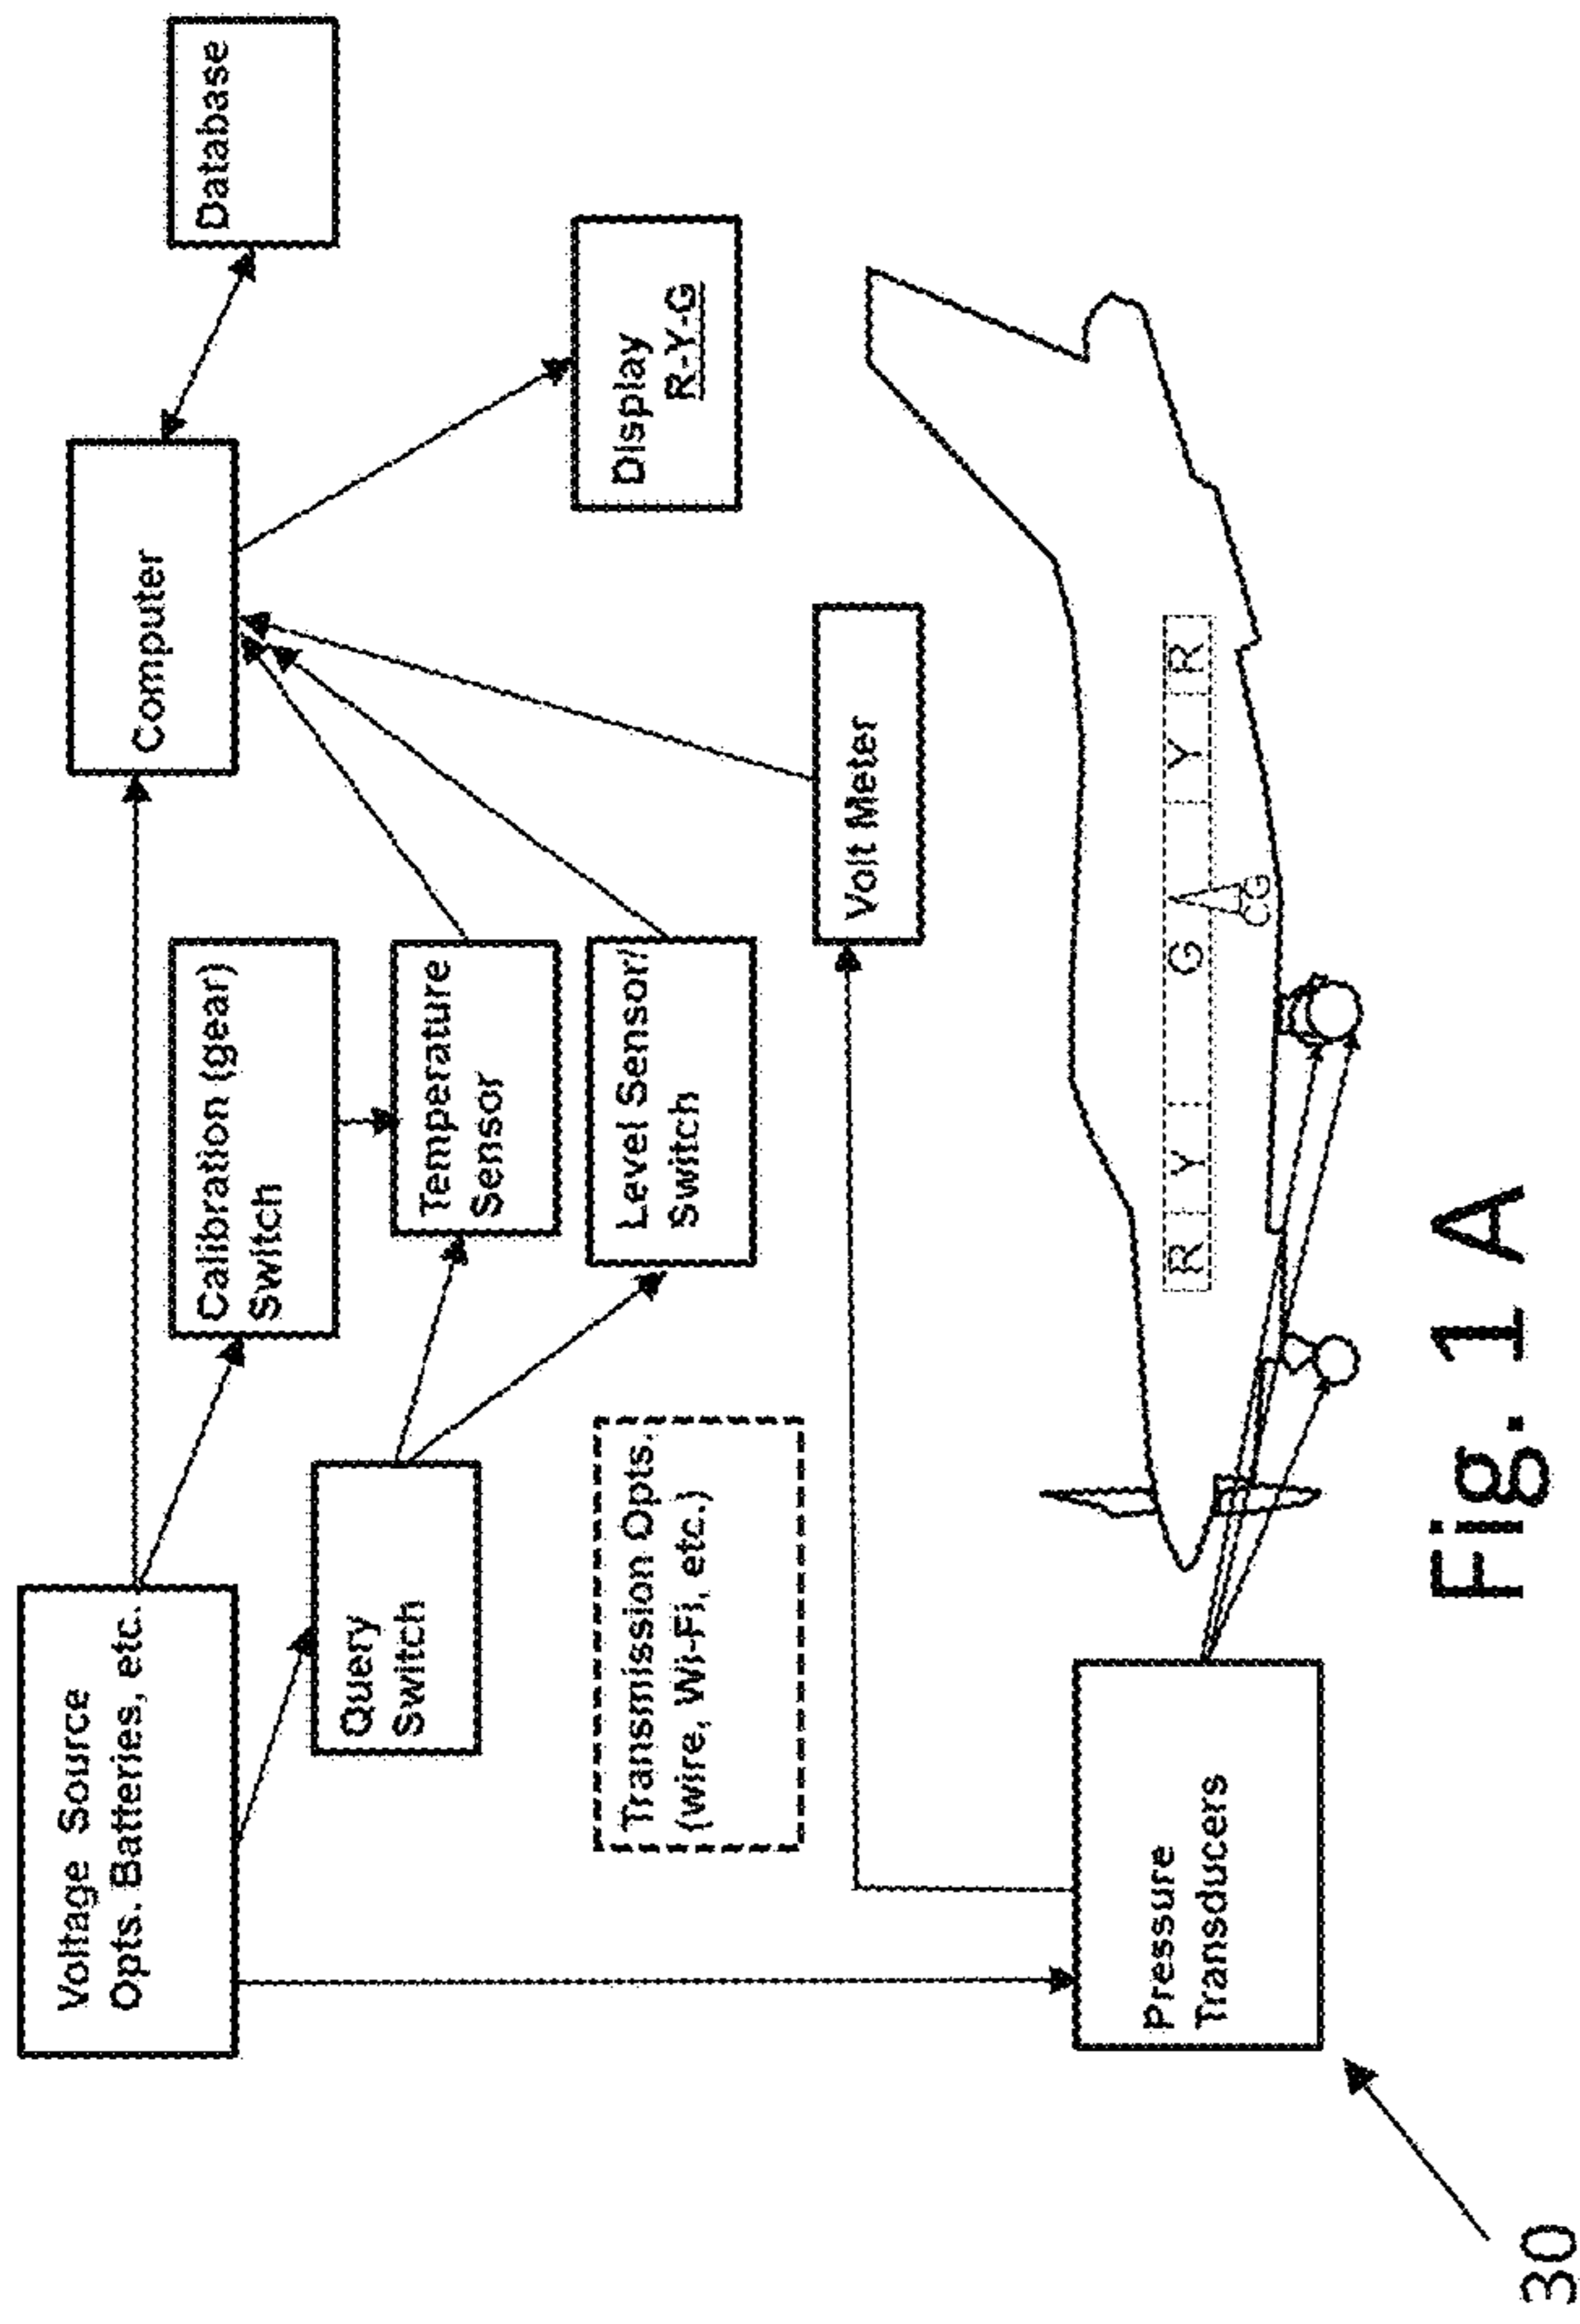 Voltage Source
Opts. Batteries, etc.
Computer
Database
Calibration (gear)
Switch
Query
Switch
Temperature
Sensor
Display
R-Y-G
Level Sensor/
Switch
Transmission Opts.
(wire, Wi-Fi, etc.)
Volt Meter
Pressure
Transducers
R Y G Y R
CG
30
Fig. 1 A